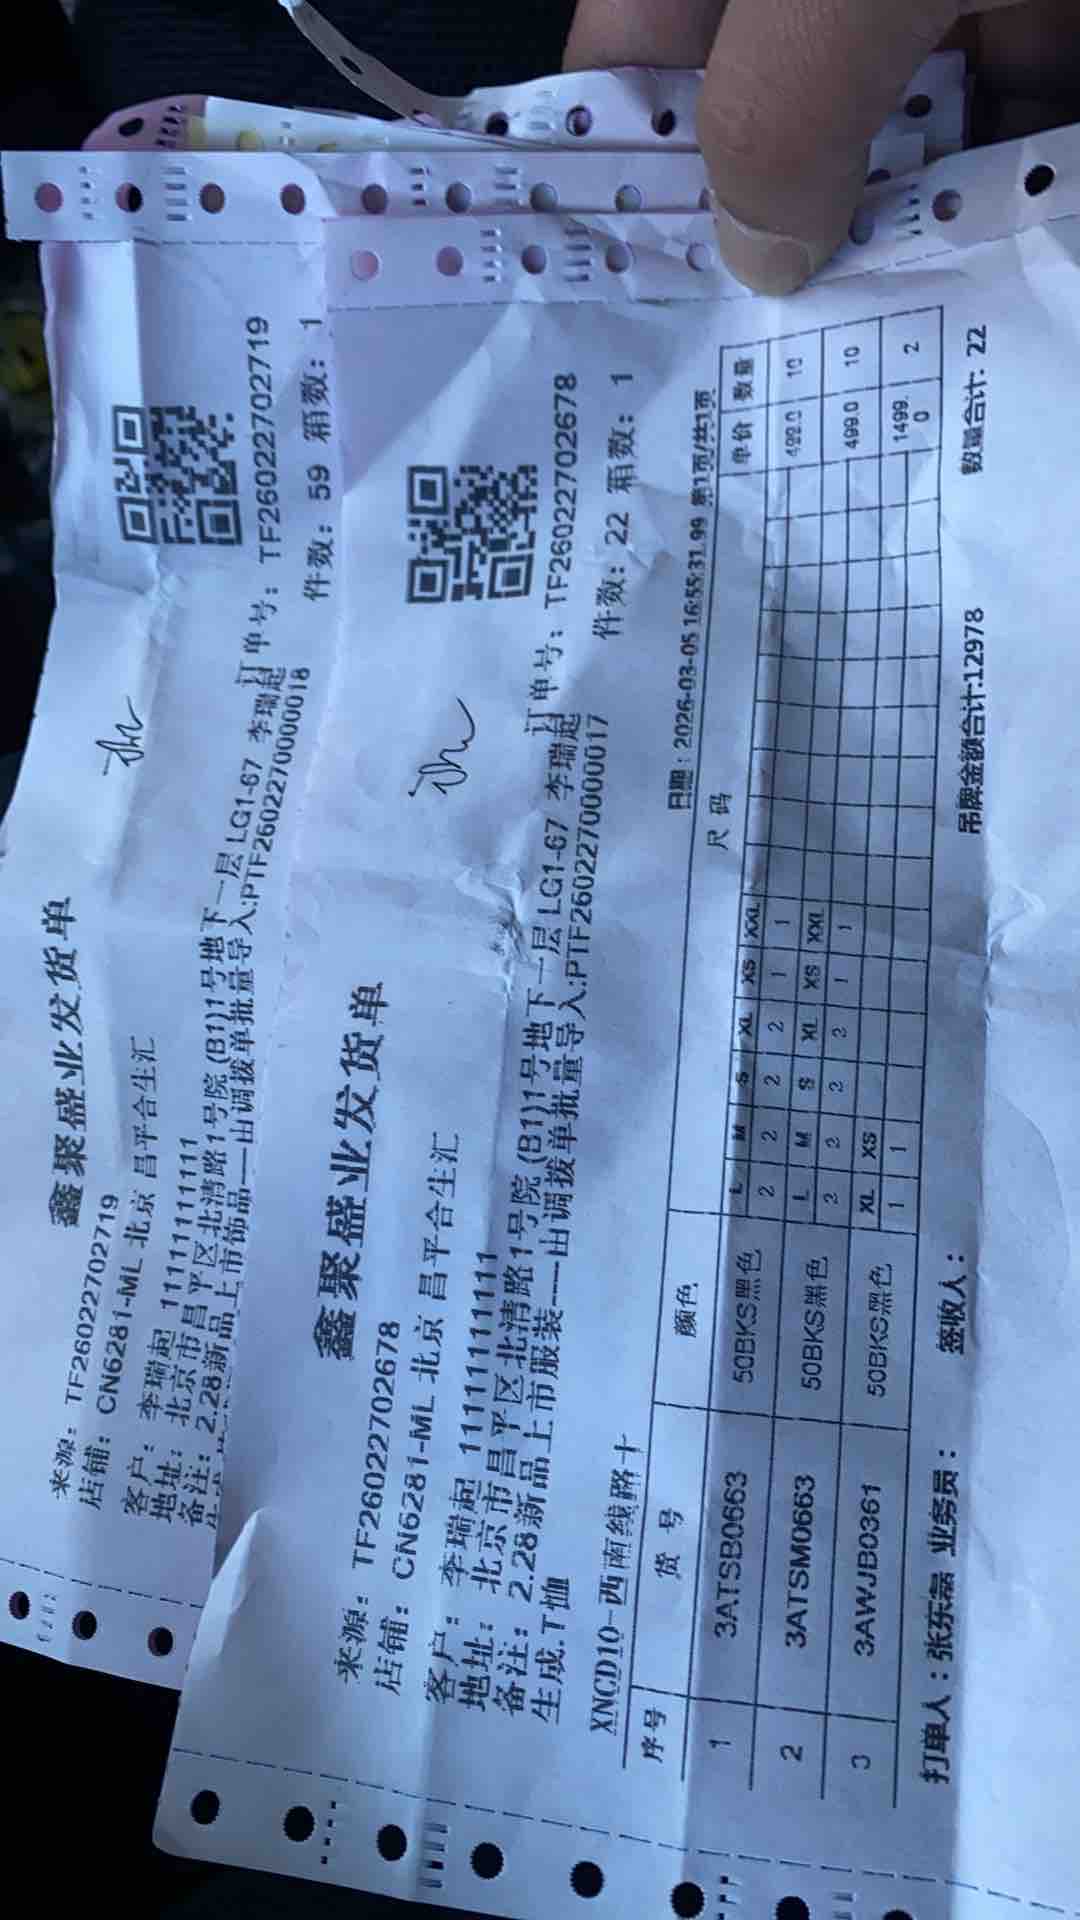 鑫聚盛业发货单
来源：TF2602270​2719
店铺：CN6281-ML 北京 昌平合生汇
客户：李瑞起 11111111111 订单号：TF26022702719
地址：北京市昌平区北清路1号院(B1)1号地下一层 LG1-67 李瑞起
件数：59 箱数：1
备注：2.28新品上市饰品——由调拨单批量导入:PTF2602270000018
鑫聚盛业发货单
来源：TF26022702678
店铺：CN6281-ML 北京 昌平合生汇
客户：李瑞起 11111111111 订单号：TF26022702678
地址：北京市昌平区北清路1号院(B1)1号地下一层 LG1-67 李瑞起
件数：22 箱数：1
备注：2.28新品上市服装——由调拨单批量导入:PTF2602270000017
生成.T恤
XNCD10-西南线路十 日期：2026-03-05 16:55:31.99 第1页/共1页
序号 货号 颜色 尺码 单价 数量
L M S XL XS XXL
1 3ATSB0663 50BKS黑色 2 2 2 2 1 1 499.0 10
L M S XL XS XXL
2 3ATSM0663 50BKS黑色 2 2 2 2 1 1 499.0 10
XL XS
3 3AWJB0361 50BKS黑色 1 1 1499.0 2
打单人：张东磊 业务员： 签收人： 吊牌金额合计:12978 数量合计: 22